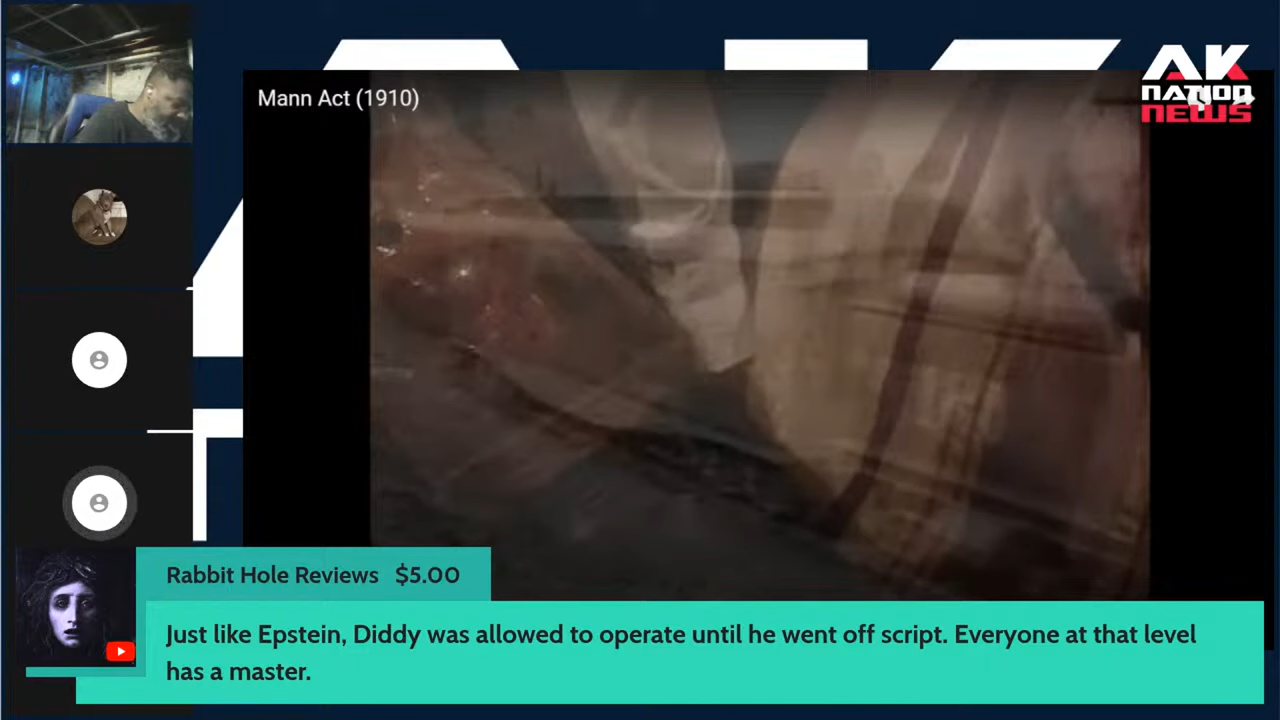 Mann Act (1910)
AK
NATION
NEWS
Rabbit Hole Reviews $5.00
Just like Epstein, Diddy was allowed to operate until he went off script. Everyone at that level
has a master.